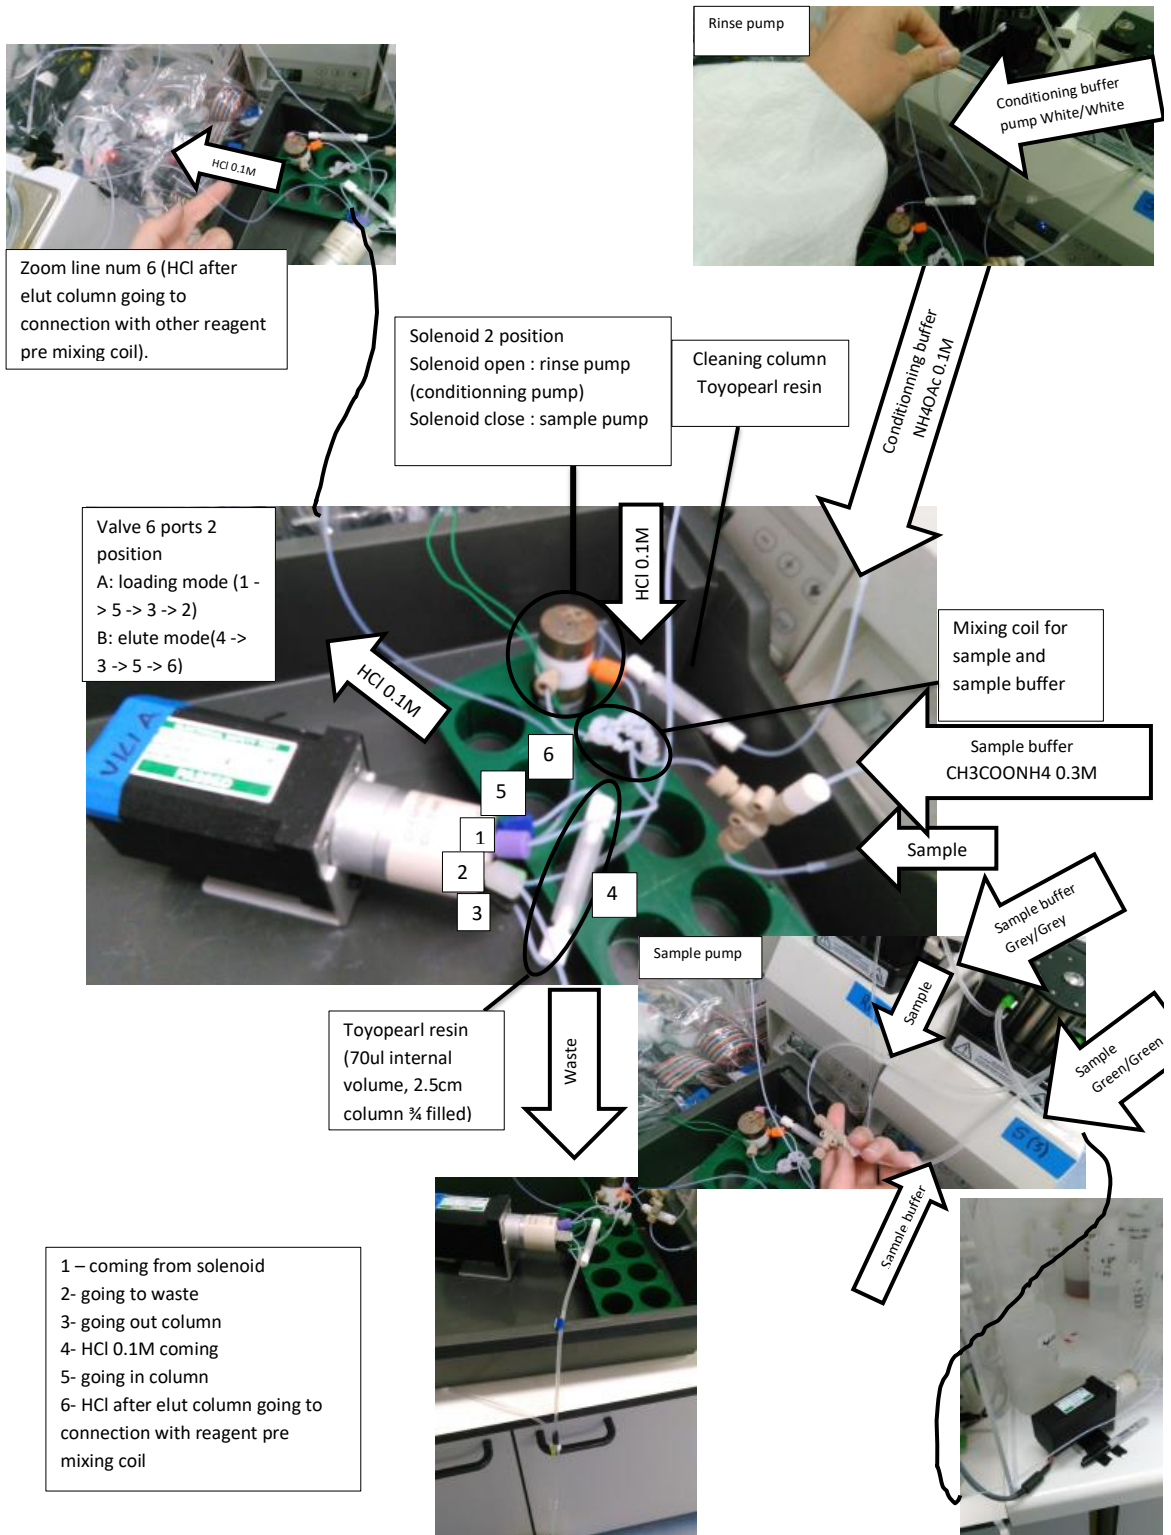 Rinse pump
Conditioning buffer
pump White/White
HCl 0.1M
Zoom line num 6 (HCl after
elut column going to
connection with other reagent
pre mixing coil).
Solenoid 2 position
Solenoid open : rinse pump
(conditionning pump)
Solenoid close : sample pump
Cleaning column
Toyopearl resin
Conditionning buffer
NH4OAc 0.1M
Valve 6 ports 2
position
A: loading mode (1 -
> 5 -> 3 -> 2)
B: elute mode(4 ->
3 -> 5 -> 6)
HCl 0.1M
HCl 0.1M
Mixing coil for
sample and
sample buffer
Sample buffer
CH3COONH4 0.3M
Sample
VICI A
PASSED
6
5
1
2
3
4
Sample buffer
Grey/Grey
Sample pump
Sample
Sample
Green/Green
S(3)
Sample buffer
Toyopearl resin
(70ul internal
volume, 2.5cm
column ¾ filled)
Waste
1 – coming from solenoid
2- going to waste
3- going out column
4- HCl 0.1M coming
5- going in column
6- HCl after elut column going to
connection with reagent pre
mixing coil